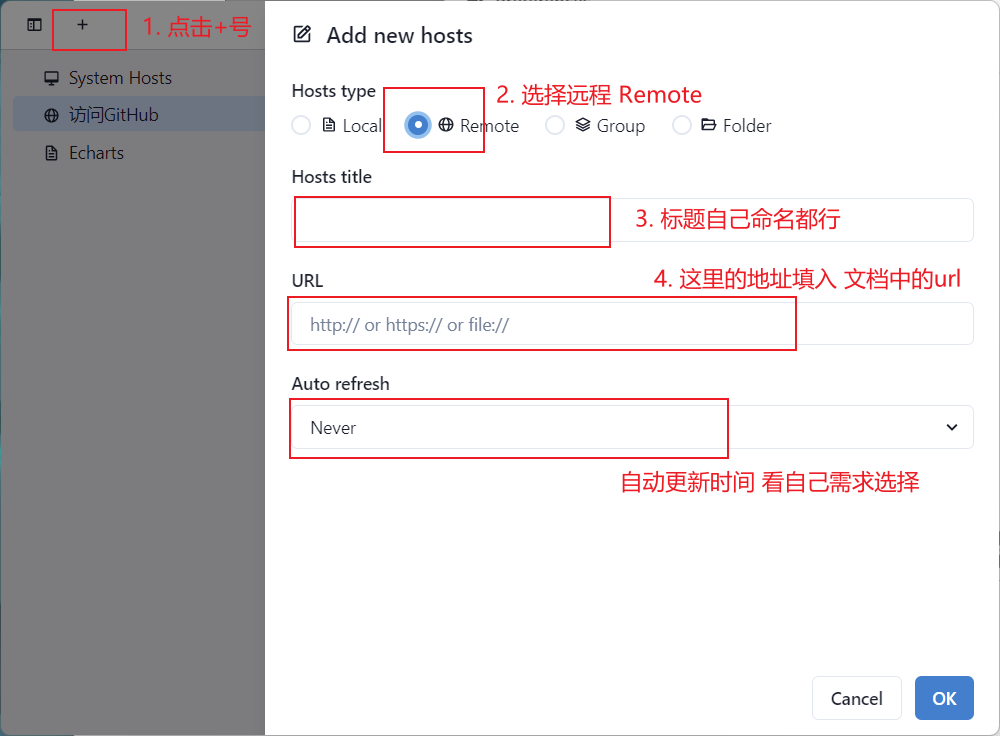 1. 点击+号
System Hosts
访问GitHub
Echarts
Add new hosts
Hosts type
2. 选择远程 Remote
Local Remote Group Folder
Hosts title
3. 标题自己命名都行
URL
4. 这里的地址填入 文档中的url
http:// or https:// or file://
Auto refresh
Never
自动更新时间 看自己需求选择
Cancel OK